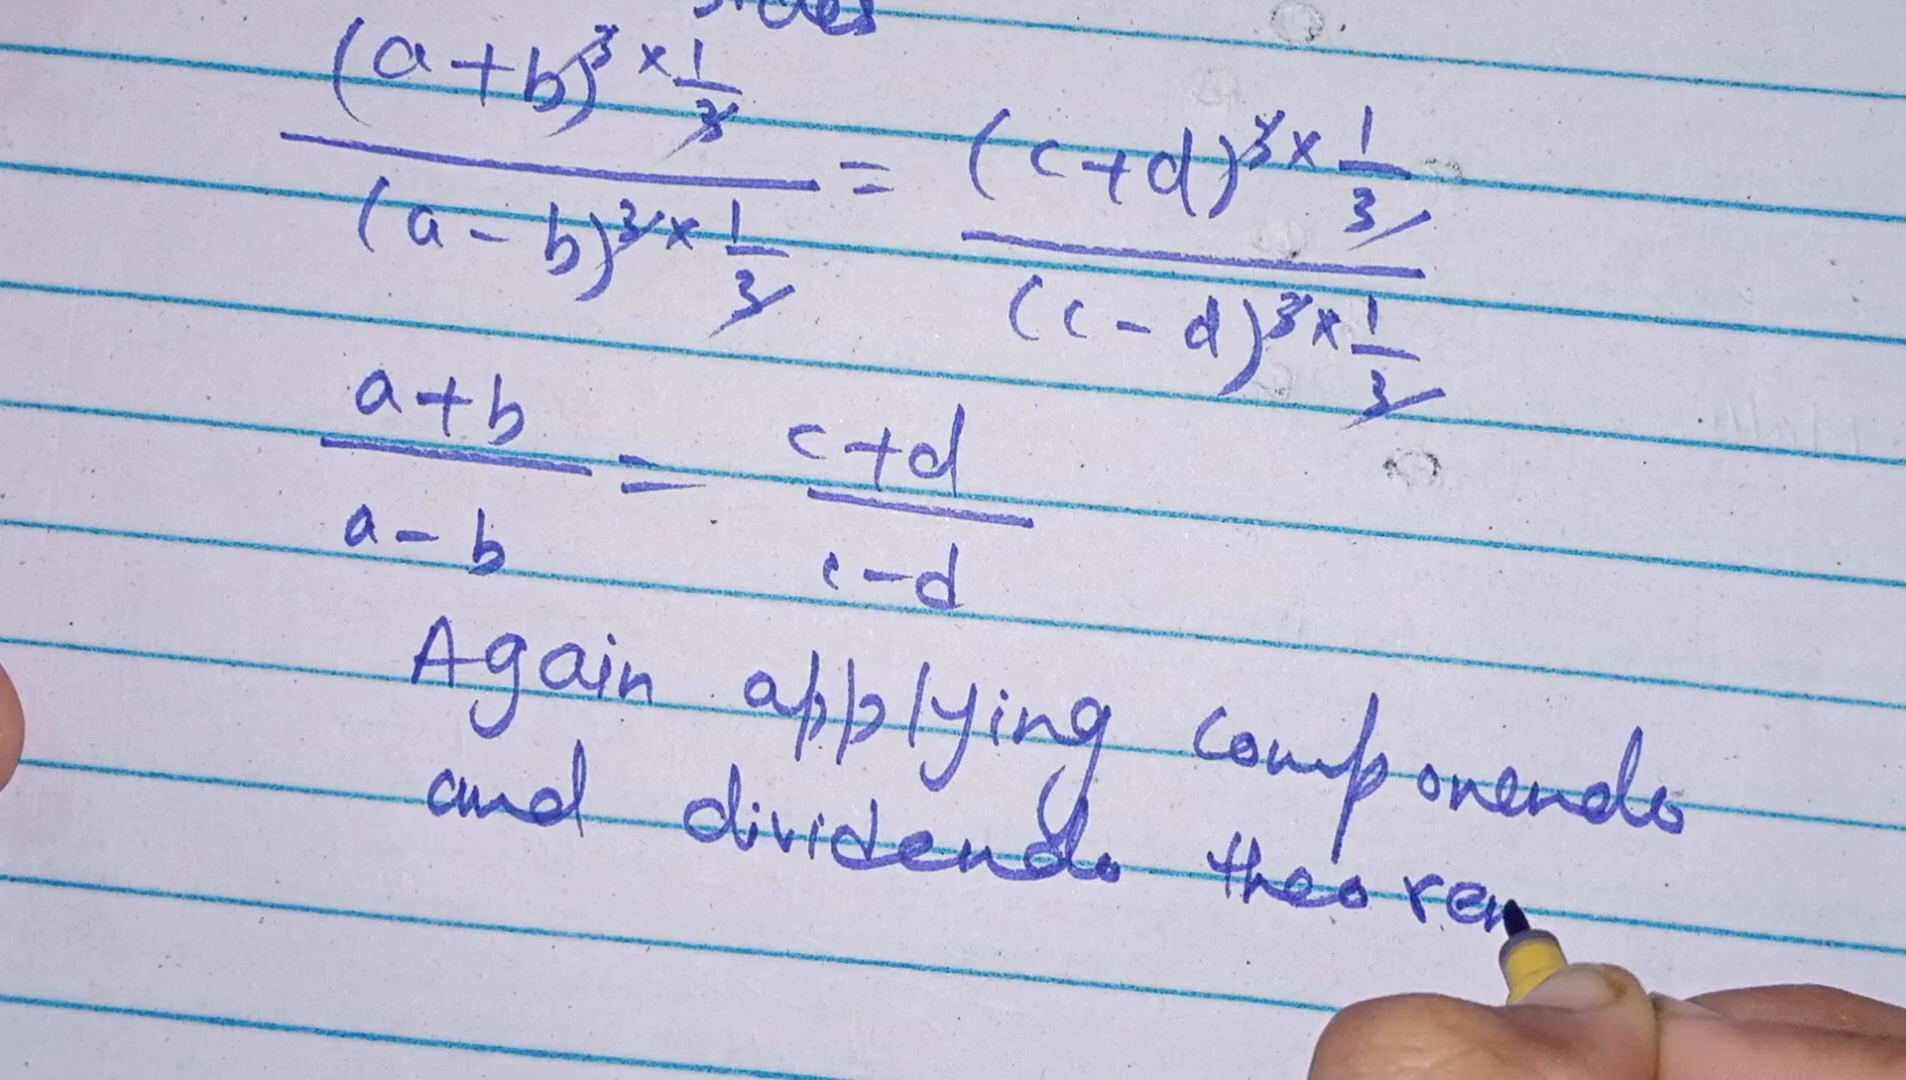 (a+b)^3×1/3 / (a-b)^3×1/3 = (c+d)^3×1/3 / (c-d)^3×1/3
a+b / a-b = c+d / c-d
Again applying componendo
and dividendo theorem